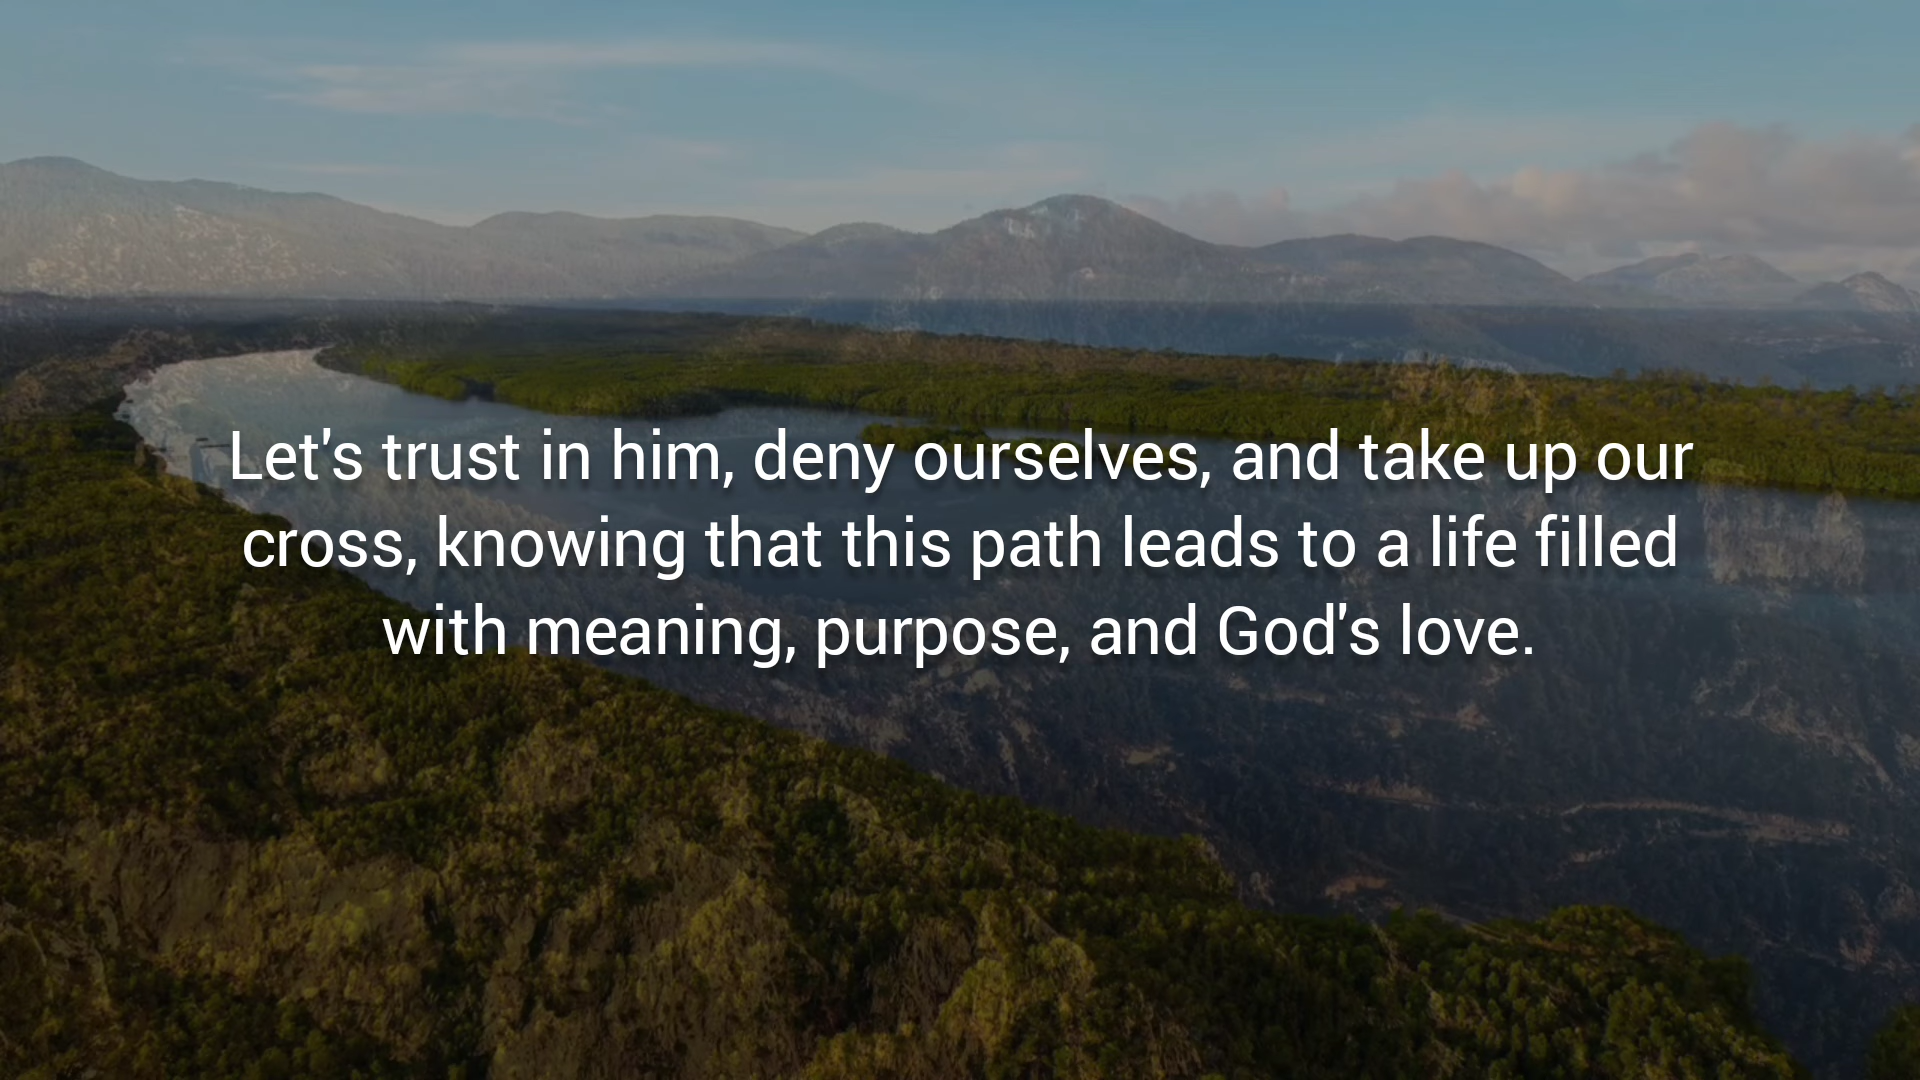 Let's trust in him, deny ourselves, and take up our
cross, knowing that this path leads to a life filled
with meaning, purpose, and God's love.